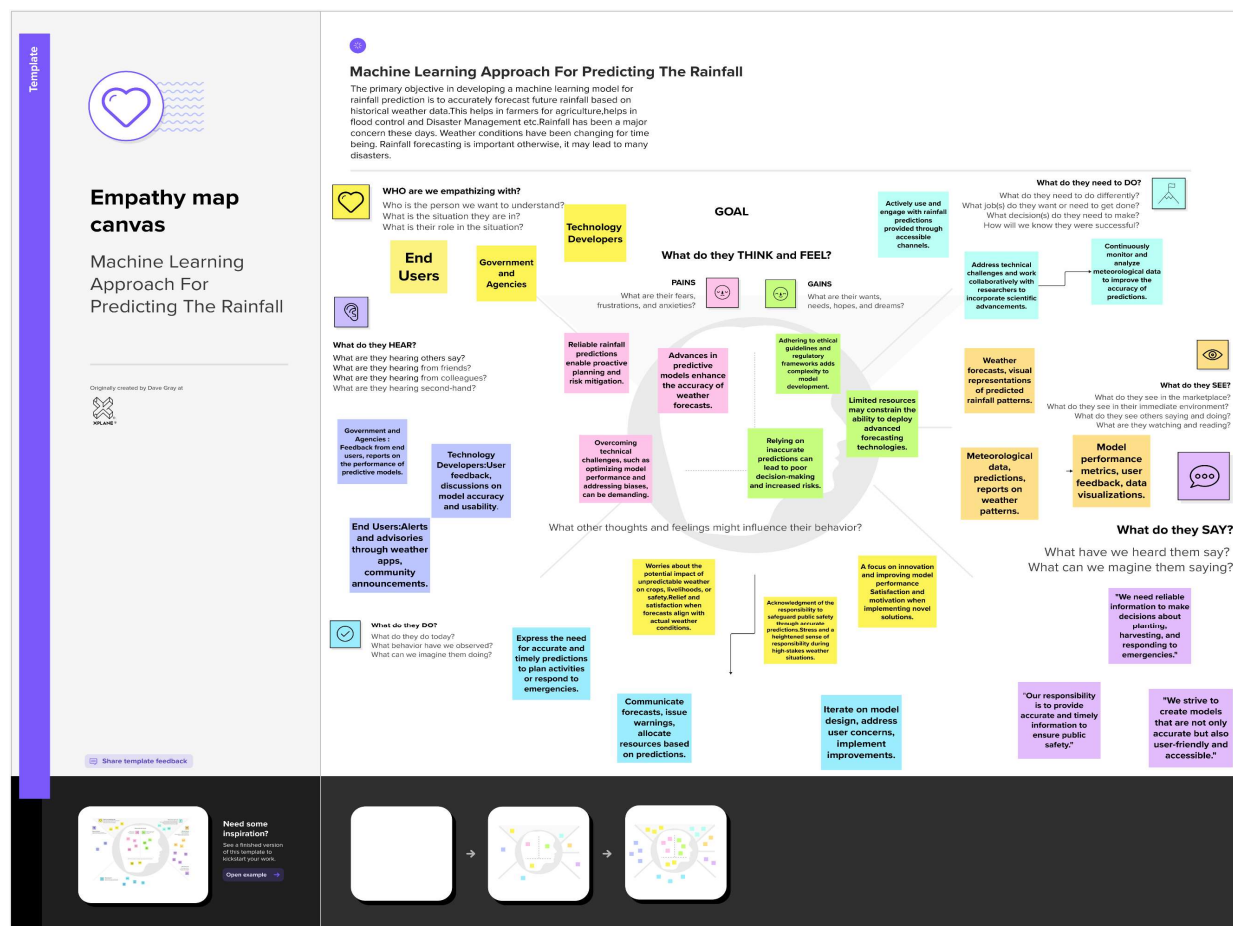 Template
Empathy map
canvas
Machine Learning
Approach For
Predicting The Rainfall
Originally created by Dave Gray at
XPLANE
Share template feedback
Machine Learning Approach For Predicting The Rainfall
The primary objective in developing a machine learning model for
rainfall prediction is to accurately forecast future rainfall based on
historical weather data.This helps in farmers for agriculture,helps in
flood control and Disaster Management etc.Rainfall has been a major
concern these days. Weather conditions have been changing for time
being. Rainfall forecasting is important otherwise, it may lead to many
disasters.
WHO are we empathizing with?
Who is the person we want to understand?
What is the situation they are in?
What is their role in the situation?
End
Users
Government
and
Agencies
Technology
Developers
GOAL
What do they THINK and FEEL?
PAINS
What are their fears,
frustrations, and anxieties?
GAINS
What are their wants,
needs, hopes, and dreams?
Actively use and
engage with rainfall
predictions
provided through
accessible
channels.
What do they need to DO?
What do they need to do differently?
What job(s) do they want or need to get done?
What decision(s) do they need to make?
How will we know they were successful?
Address technical
challenges and work
collaboratively with
researchers to
incorporate scientific
advancements.
Continuously
monitor and
analyze
meteorological data
to improve the
accuracy of
predictions.
What do they HEAR?
What are they hearing others say?
What are they hearing from friends?
What are they hearing from colleagues?
What are they hearing second-hand?
Government and
Agencies :
Feedback from end
users, reports on
the performance of
predictive models.
Technology
Developers:User
feedback,
discussions on
model accuracy
and usability.
End Users:Alerts
and advisories
through weather
apps,
community
announcements.
Reliable rainfall
predictions
enable proactive
planning and
risk mitigation.
Advances in
predictive
models enhance
the accuracy of
weather
forecasts.
Overcoming
technical
challenges, such as
optimizing model
performance and
addressing biases,
can be demanding.
Adhering to ethical
guidelines and
regulatory
frameworks adds
complexity to
model
development.
Limited resources
may constrain the
ability to deploy
advanced
forecasting
technologies.
Relying on
inaccurate
predictions can
lead to poor
decision-making
and increased risks.
What do they SEE?
What do they see in the marketplace?
What do they see in their immediate environment?
What do they see others saying and doing?
What are they watching and reading?
Weather
forecasts, visual
representations
of predicted
rainfall patterns.
Meteorological
data,
predictions,
reports on
weather
patterns.
Model
performance
metrics, user
feedback, data
visualizations.
What other thoughts and feelings might influence their behavior?
Worries about the
potential impact of
unpredictable weather
on crops, livelihoods, or
safety.Relief and
satisfaction when
forecasts align with
actual weather
conditions.
Acknowledgment of the
responsibility to
safeguard public safety
through accurate
predictions.Stress and a
heightened sense of
responsibility during
high-stakes weather
situations.
A focus on innovation
and improving model
performance
Satisfaction and
motivation when
implementing novel
solutions.
What do they SAY?
What have we heard them say?
What can we magine them saying?
"We need reliable
information to make
decisions about
planting,
harvesting, and
responding to
emergencies."
"Our responsibility
is to provide
accurate and timely
information to
ensure public
safety."
"We strive to
create models
that are not only
accurate but also
user-friendly and
accessible."
What do they DO?
What do they do today?
What behavior have we observed?
What can we imagine them doing?
Express the need
for accurate and
timely predictions
to plan activities
or respond to
emergencies.
Communicate
forecasts, issue
warnings,
allocate
resources based
on predictions.
Iterate on model
design, address
user concerns,
implement
improvements.
Need some
inspiration?
See a finished version
of this template to
kickstart your work.
Open example